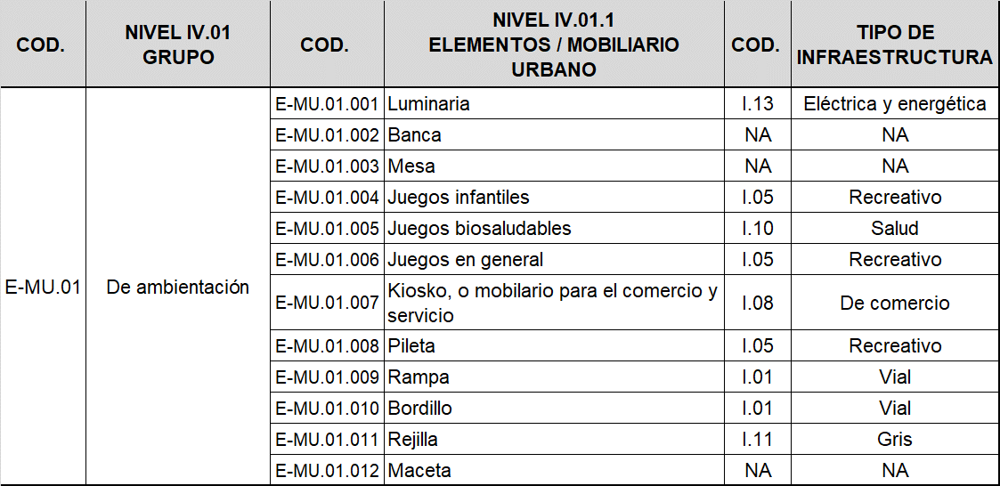 COD.
NIVEL IV.01
GRUPO
COD.
NIVEL IV.01.1
ELEMENTOS / MOBILIARIO
URBANO
COD.
TIPO DE
INFRAESTRUCTURA
E-MU.01
De ambientación
E-MU.01.001 Luminaria I.13 Eléctrica y energética
E-MU.01.002 Banca NA NA
E-MU.01.003 Mesa NA NA
E-MU.01.004 Juegos infantiles I.05 Recreativo
E-MU.01.005 Juegos biosaludables I.10 Salud
E-MU.01.006 Juegos en general I.05 Recreativo
E-MU.01.007 Kiosko, o mobilario para el comercio y
servicio I.08 De comercio
E-MU.01.008 Pileta I.05 Recreativo
E-MU.01.009 Rampa I.01 Vial
E-MU.01.010 Bordillo I.01 Vial
E-MU.01.011 Rejilla I.11 Gris
E-MU.01.012 Maceta NA NA